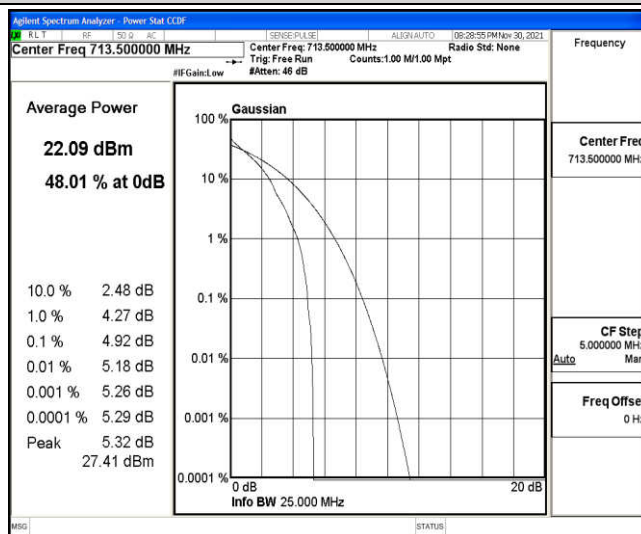 Agilent Spectrum Analyzer - Power Stat CCDF
R L T RF 50 Ω AC SENSE:PULSE ALIGN AUTO 08:28:55 PM Nov 30, 2021
Center Freq 713.500000 MHz
Center Freq: 713.500000 MHz Radio Std: None
Trig: Free Run Counts:1.00 M/1.00 Mpt
#IFGain:Low #Atten: 46 dB
Frequency
Average Power
22.09 dBm
48.01 % at 0dB
10.0 % 2.48 dB
1.0 % 4.27 dB
0.1 % 4.92 dB
0.01 % 5.18 dB
0.001 % 5.26 dB
0.0001 % 5.29 dB
Peak 5.32 dB
27.41 dBm
Gaussian
100 %
10 %
1 %
0.1 %
0.01 %
0.001 %
0.0001 %
0 dB 20 dB
Info BW 25.000 MHz
Center Freq
713.500000 MHz
CF Step
5.000000 MHz
Auto Man
Freq Offset
0 Hz
MSG STATUS